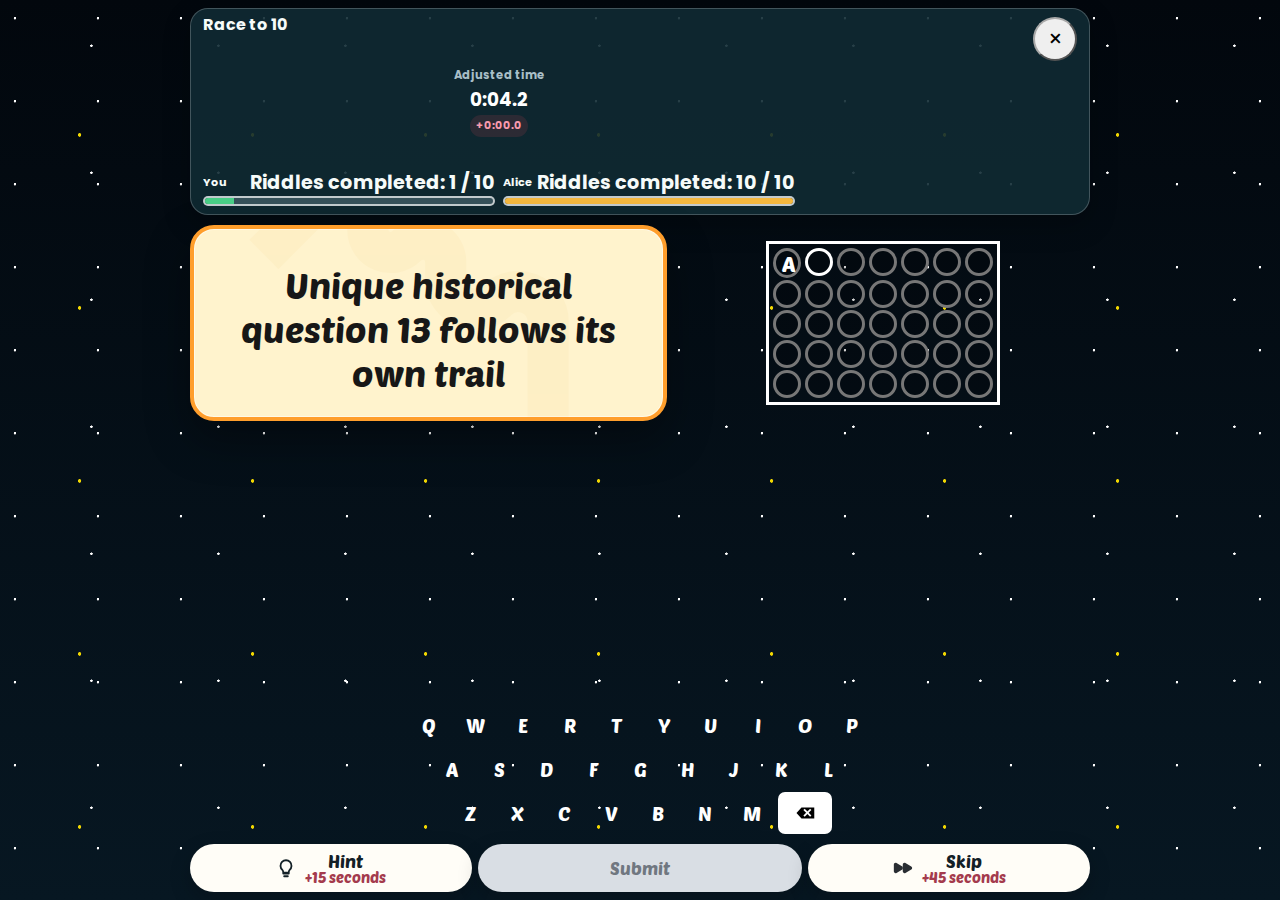 Race to 10
×
Adjusted time
0:04.2
+0:00.0
You Riddles completed: 1 / 10 Alice Riddles completed: 10 / 10
Unique historical
question 13 follows its
own trail
A
Q W E R T Y U I O P
A S D F G H J K L
Z X C V B N M
Hint
+15 seconds
Submit
Skip
+45 seconds